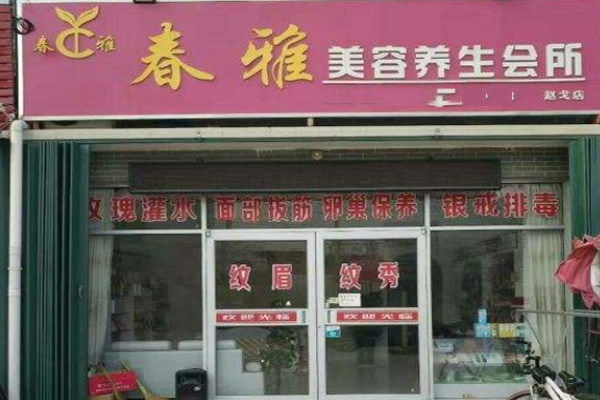 春雅
春雅美容养生会所
赵戈店
玫瑰灌水 面部拨筋 卵巢保养 银戒排毒
纹眉 纹秀
欢迎光临 欢迎光临